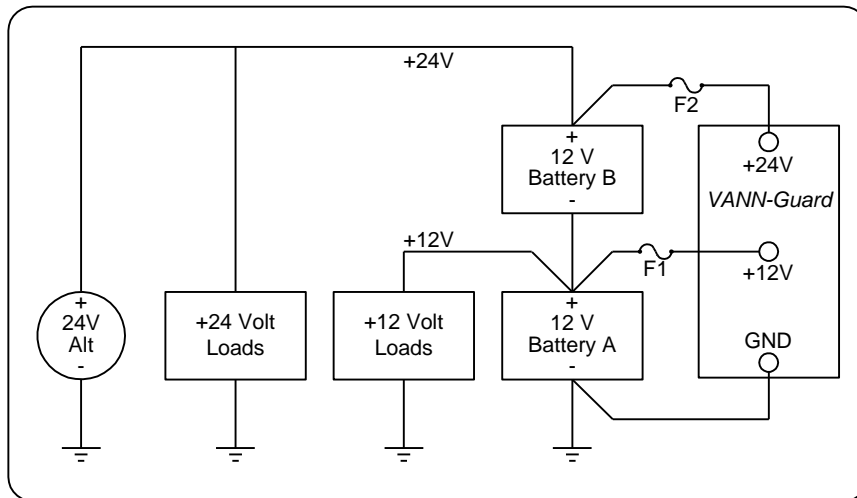 +24V
F2
+
12 V
Battery B
-
+24V
VANN-Guard
+12V
F1
+12V
+
24V
Alt
-
+24 Volt
Loads
+12 Volt
Loads
+
12 V
Battery A
-
GND